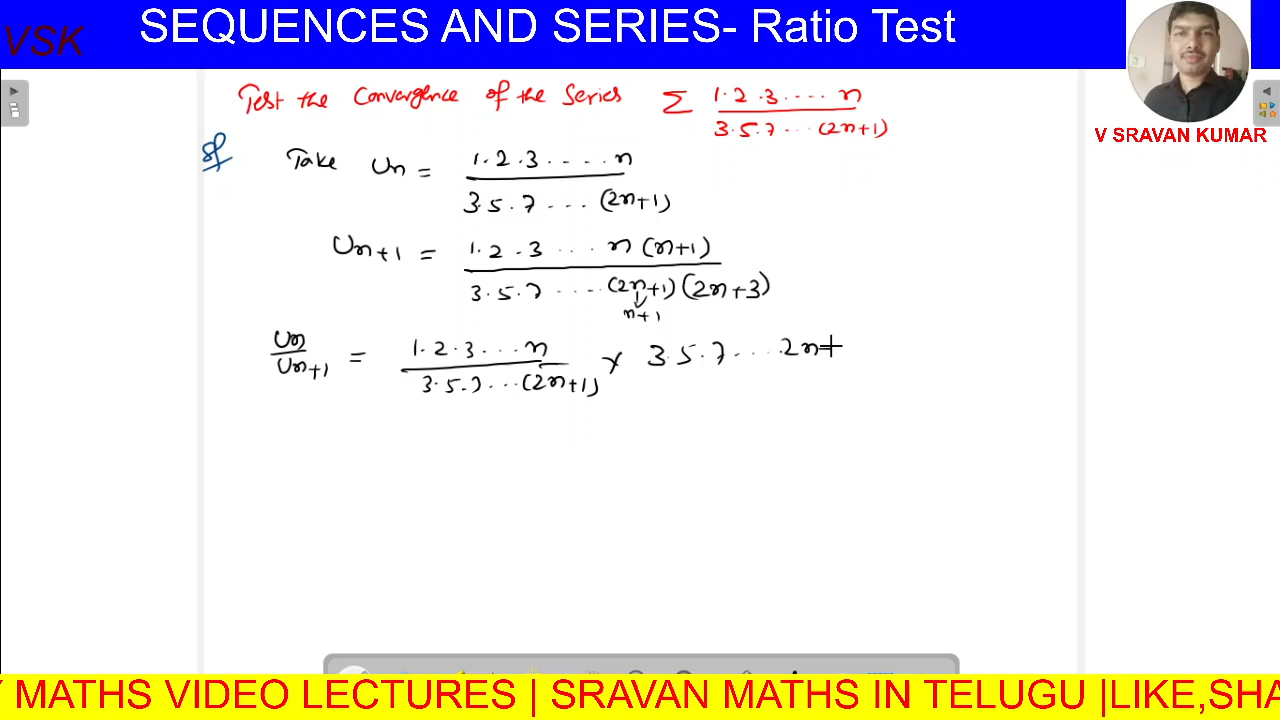 SEQUENCES AND SERIES- Ratio Test
VSK
V SRAVAN KUMAR
Test the Convergence of the Series Σ 1.2.3....n / 3.5.7...(2n+1)
Sol Take Un = 1.2.3.....n / 3.5.7....(2n+1)
Un+1 = 1.2.3....n(n+1) / 3.5.7.....(2n+1)(2n+3)
n+1
Un/Un+1 = 1.2.3...n / 3.5.7...(2n+1) × 3.5.7....2n+
Y MATHS VIDEO LECTURES | SRAVAN MATHS IN TELUGU |LIKE,SHA